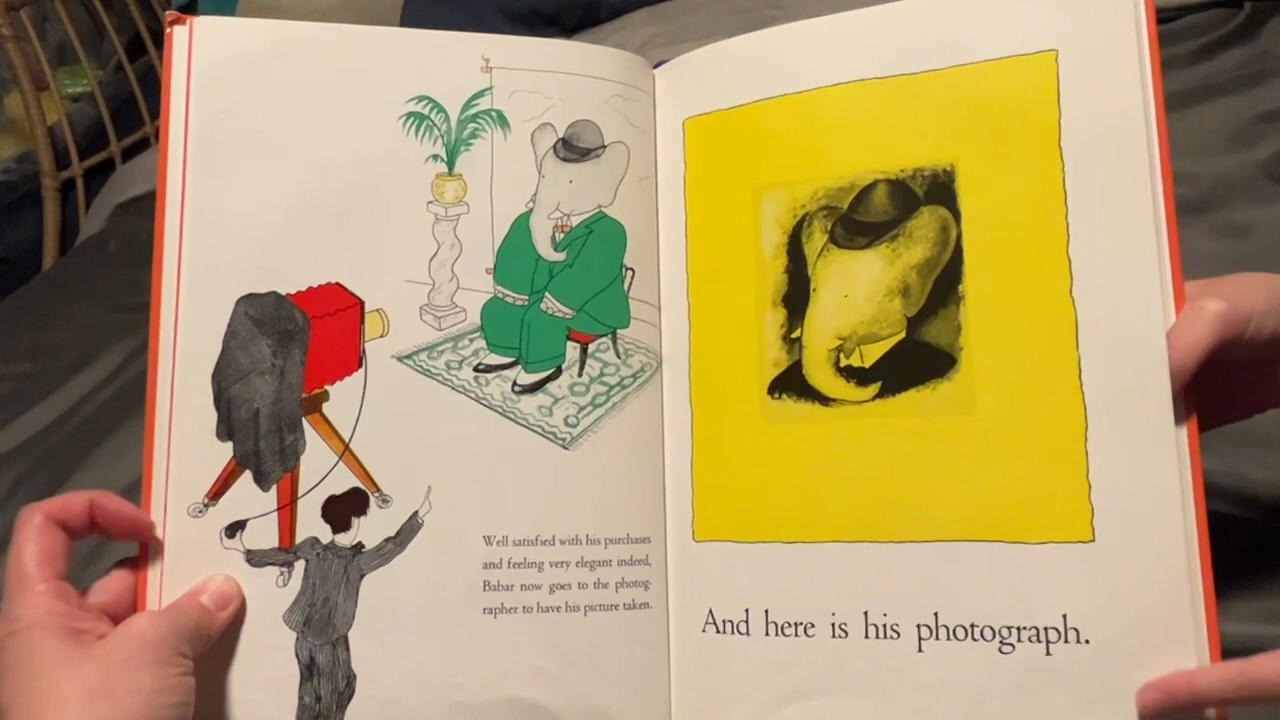 Well satisfied with his purchases
and feeling very elegant indeed,
Babar now goes to the photog-
rapher to have his picture taken.
And here is his photograph.